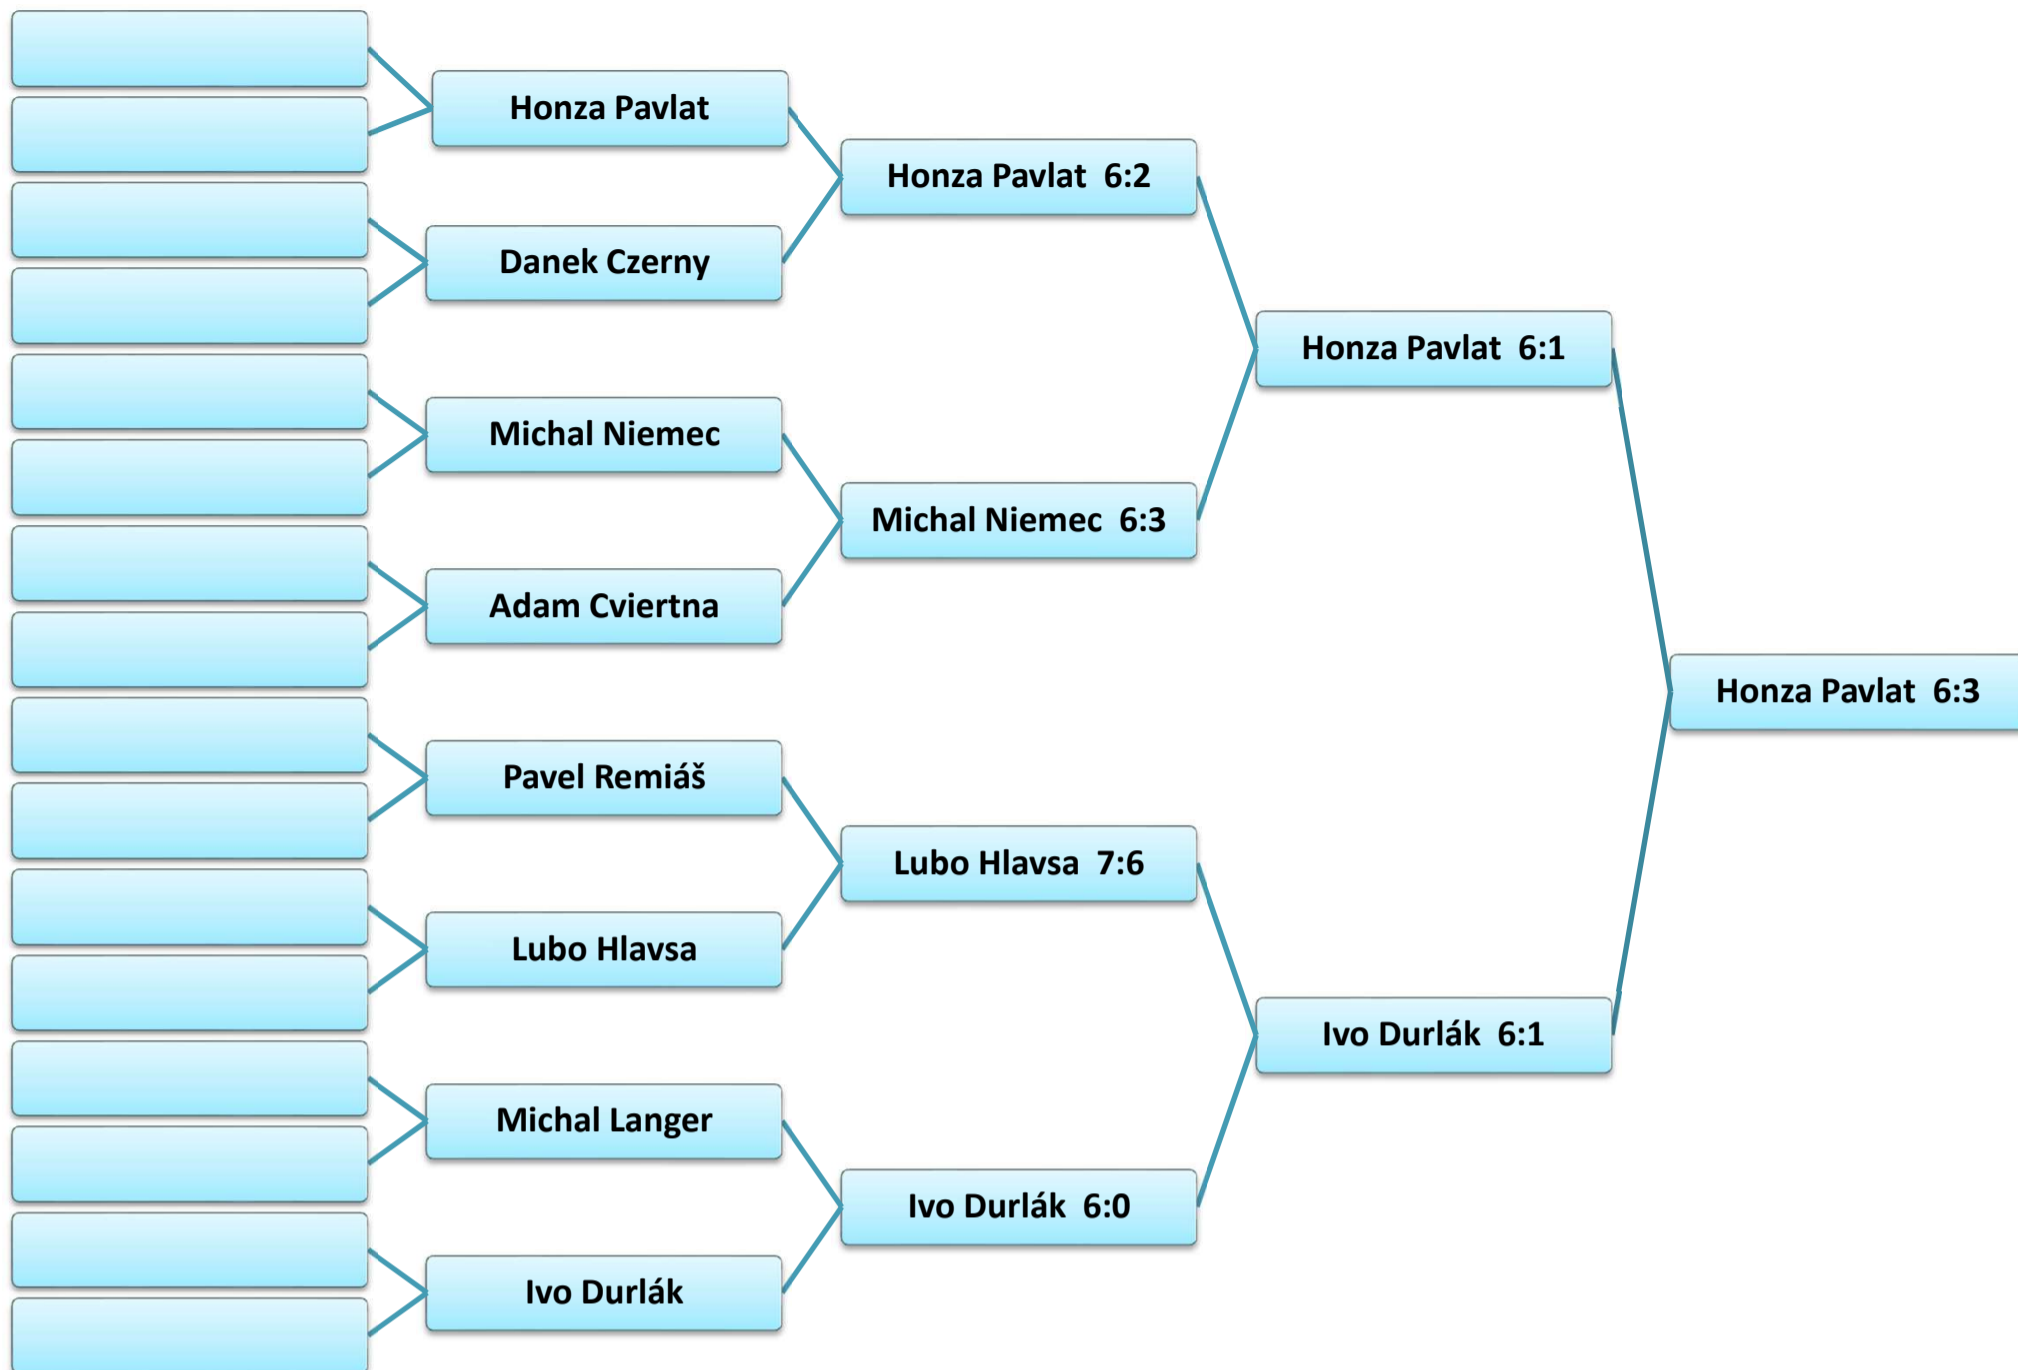 Honza Pavlat
Danek Czerny
Michal Niemec
Adam Cviertna
Pavel Remiáš
Lubo Hlavsa
Michal Langer
Ivo Durlák
Honza Pavlat  6:2
Michal Niemec  6:3
Lubo Hlavsa  7:6
Ivo Durlák  6:0
Honza Pavlat  6:1
Ivo Durlák  6:1
Honza Pavlat  6:3